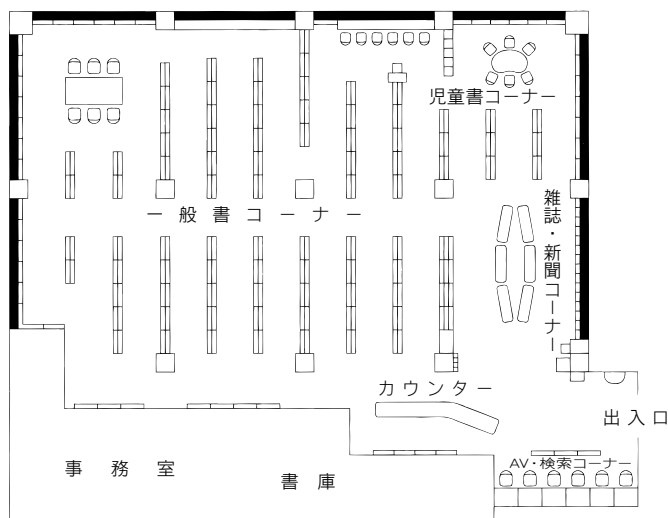 児童書コーナー
一般書コーナー
雑誌・新聞コーナー
カウンター
出入口
AV・検索コーナー
事務室
書庫